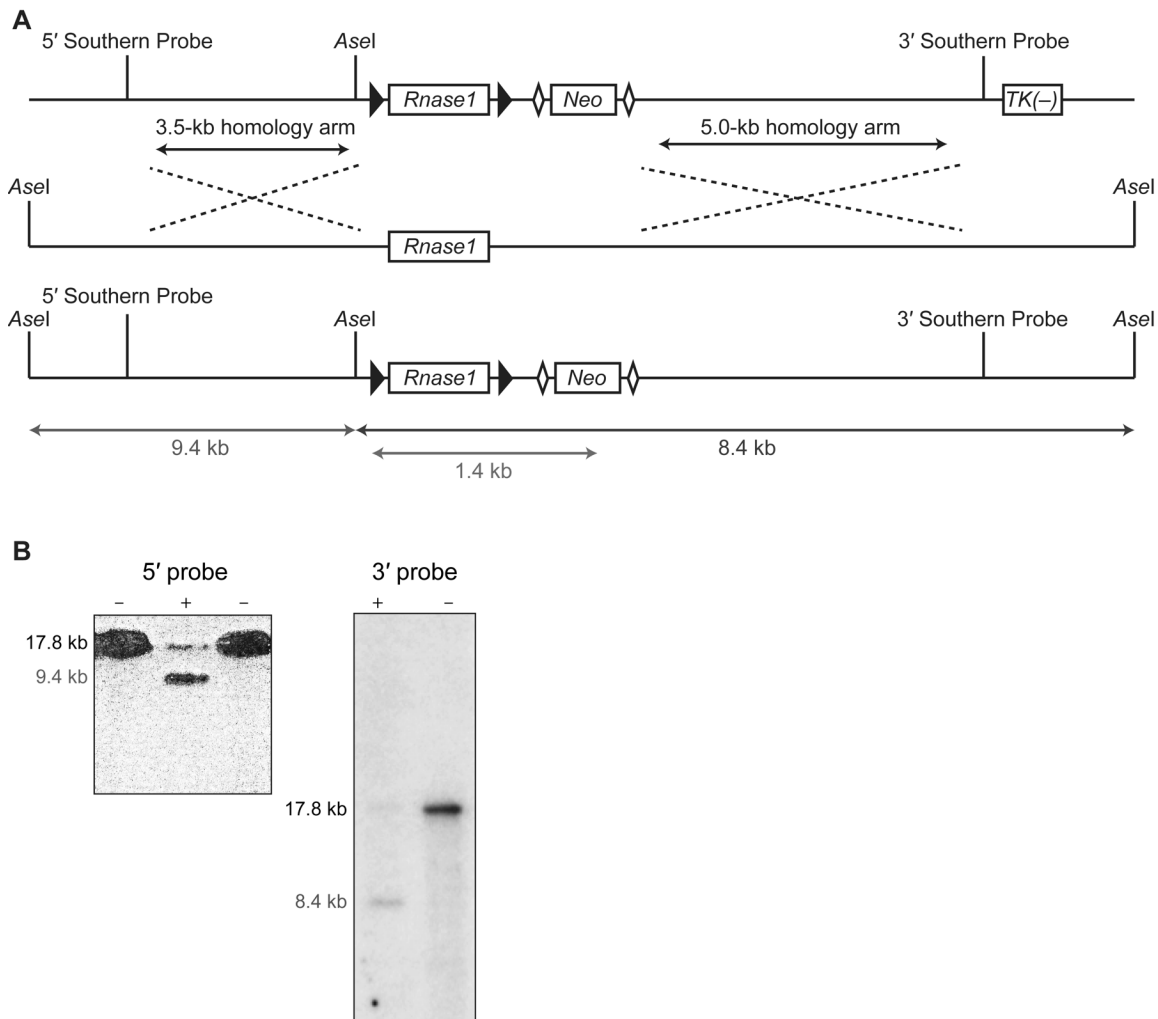 A
5′ Southern Probe AseI 3′ Southern Probe
Rnase1 Neo TK(–)
3.5-kb homology arm 5.0-kb homology arm
AseI AseI
Rnase1
5′ Southern Probe
AseI AseI 3′ Southern Probe AseI
Rnase1 Neo
9.4 kb 8.4 kb
1.4 kb
B
5′ probe 3′ probe
– + – + –
17.8 kb
9.4 kb
17.8 kb
8.4 kb